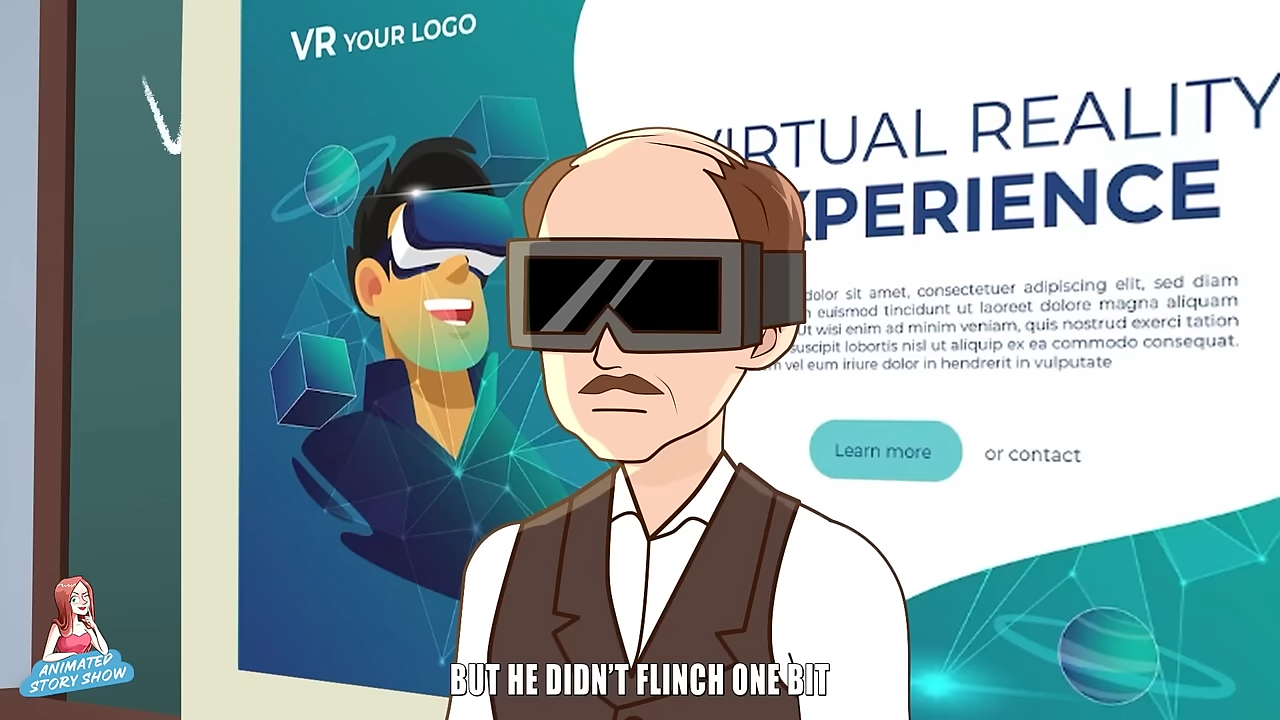 VR YOUR LOGO
VIRTUAL REALITY
EXPERIENCE
dolor sit amet, consectetuer adipiscing elit, sed diam
euismod tincidunt ut laoreet dolore magna aliquam
Ut wisi enim ad minim veniam, quis nostrud exerci tation
suscipit lobortis nisl ut aliquip ex ea commodo consequat.
vel eum iriure dolor in hendrerit in vulputate
Learn more or contact
ANIMATED
STORY SHOW
BUT HE DIDN'T FLINCH ONE BIT